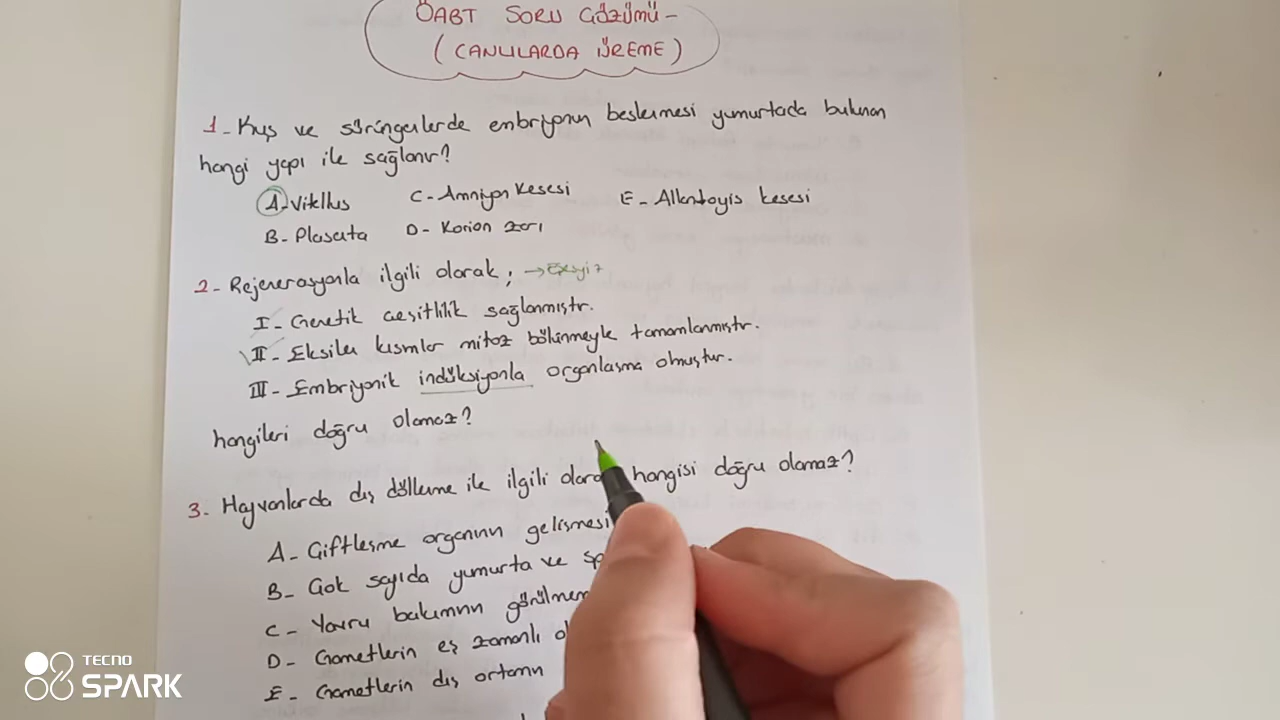 ÖABT SORU ÇÖZÜMÜ -
(CANLILARDA ÜREME)
1- Kuş ve sürüngenlerde embriyonun beslenmesi yumurtada bulunan
hangi yapı ile sağlanır?
A- Vitellus
C- Amniyon Kesesi
E- Allantoyis kesesi
B- Plasenta
D- Korion zarı
2- Rejenerasyonla ilgili olarak;
I- Genetik çeşitlilik sağlanmıştır.
II- Eksilen kısımlar mitoz bölünmeyle tamamlanmıştır.
III- Embriyonik indüksiyonla organlaşma olmuştur.
hangileri doğru olamaz?
3- Hayvanlarda dış döllenme ile ilgili hangisi doğru olamaz?
A- Çiftleşme organının gelişmesi
B- Çok sayıda yumurta ve
C- Yavru bakımının
D- Gametlerin eş zamanlı
E- Gametlerin dış ortamın
TECNO
SPARK